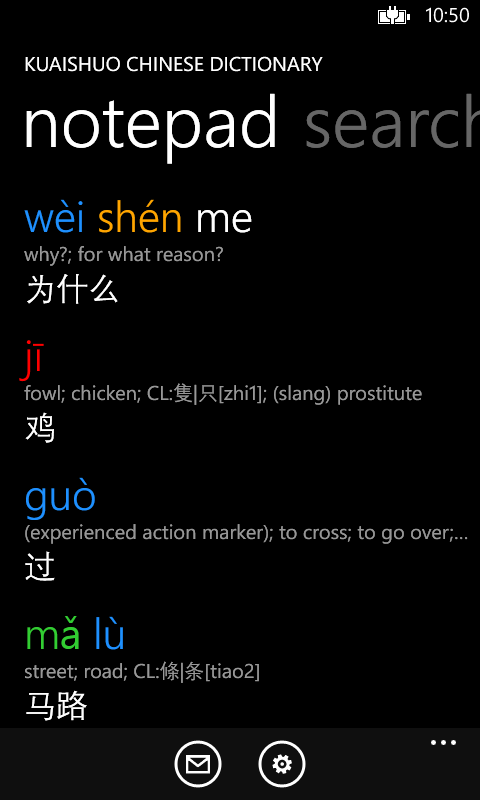 10:50
KUAISHUO CHINESE DICTIONARY
notepad search
wèi shén me
why?; for what reason?
为什么
jī
fowl; chicken; CL:隻|只[zhi1]; (slang) prostitute
鸡
guò
(experienced action marker); to cross; to go over;...
过
mǎ lù
street; road; CL:條|条[tiao2]
马路